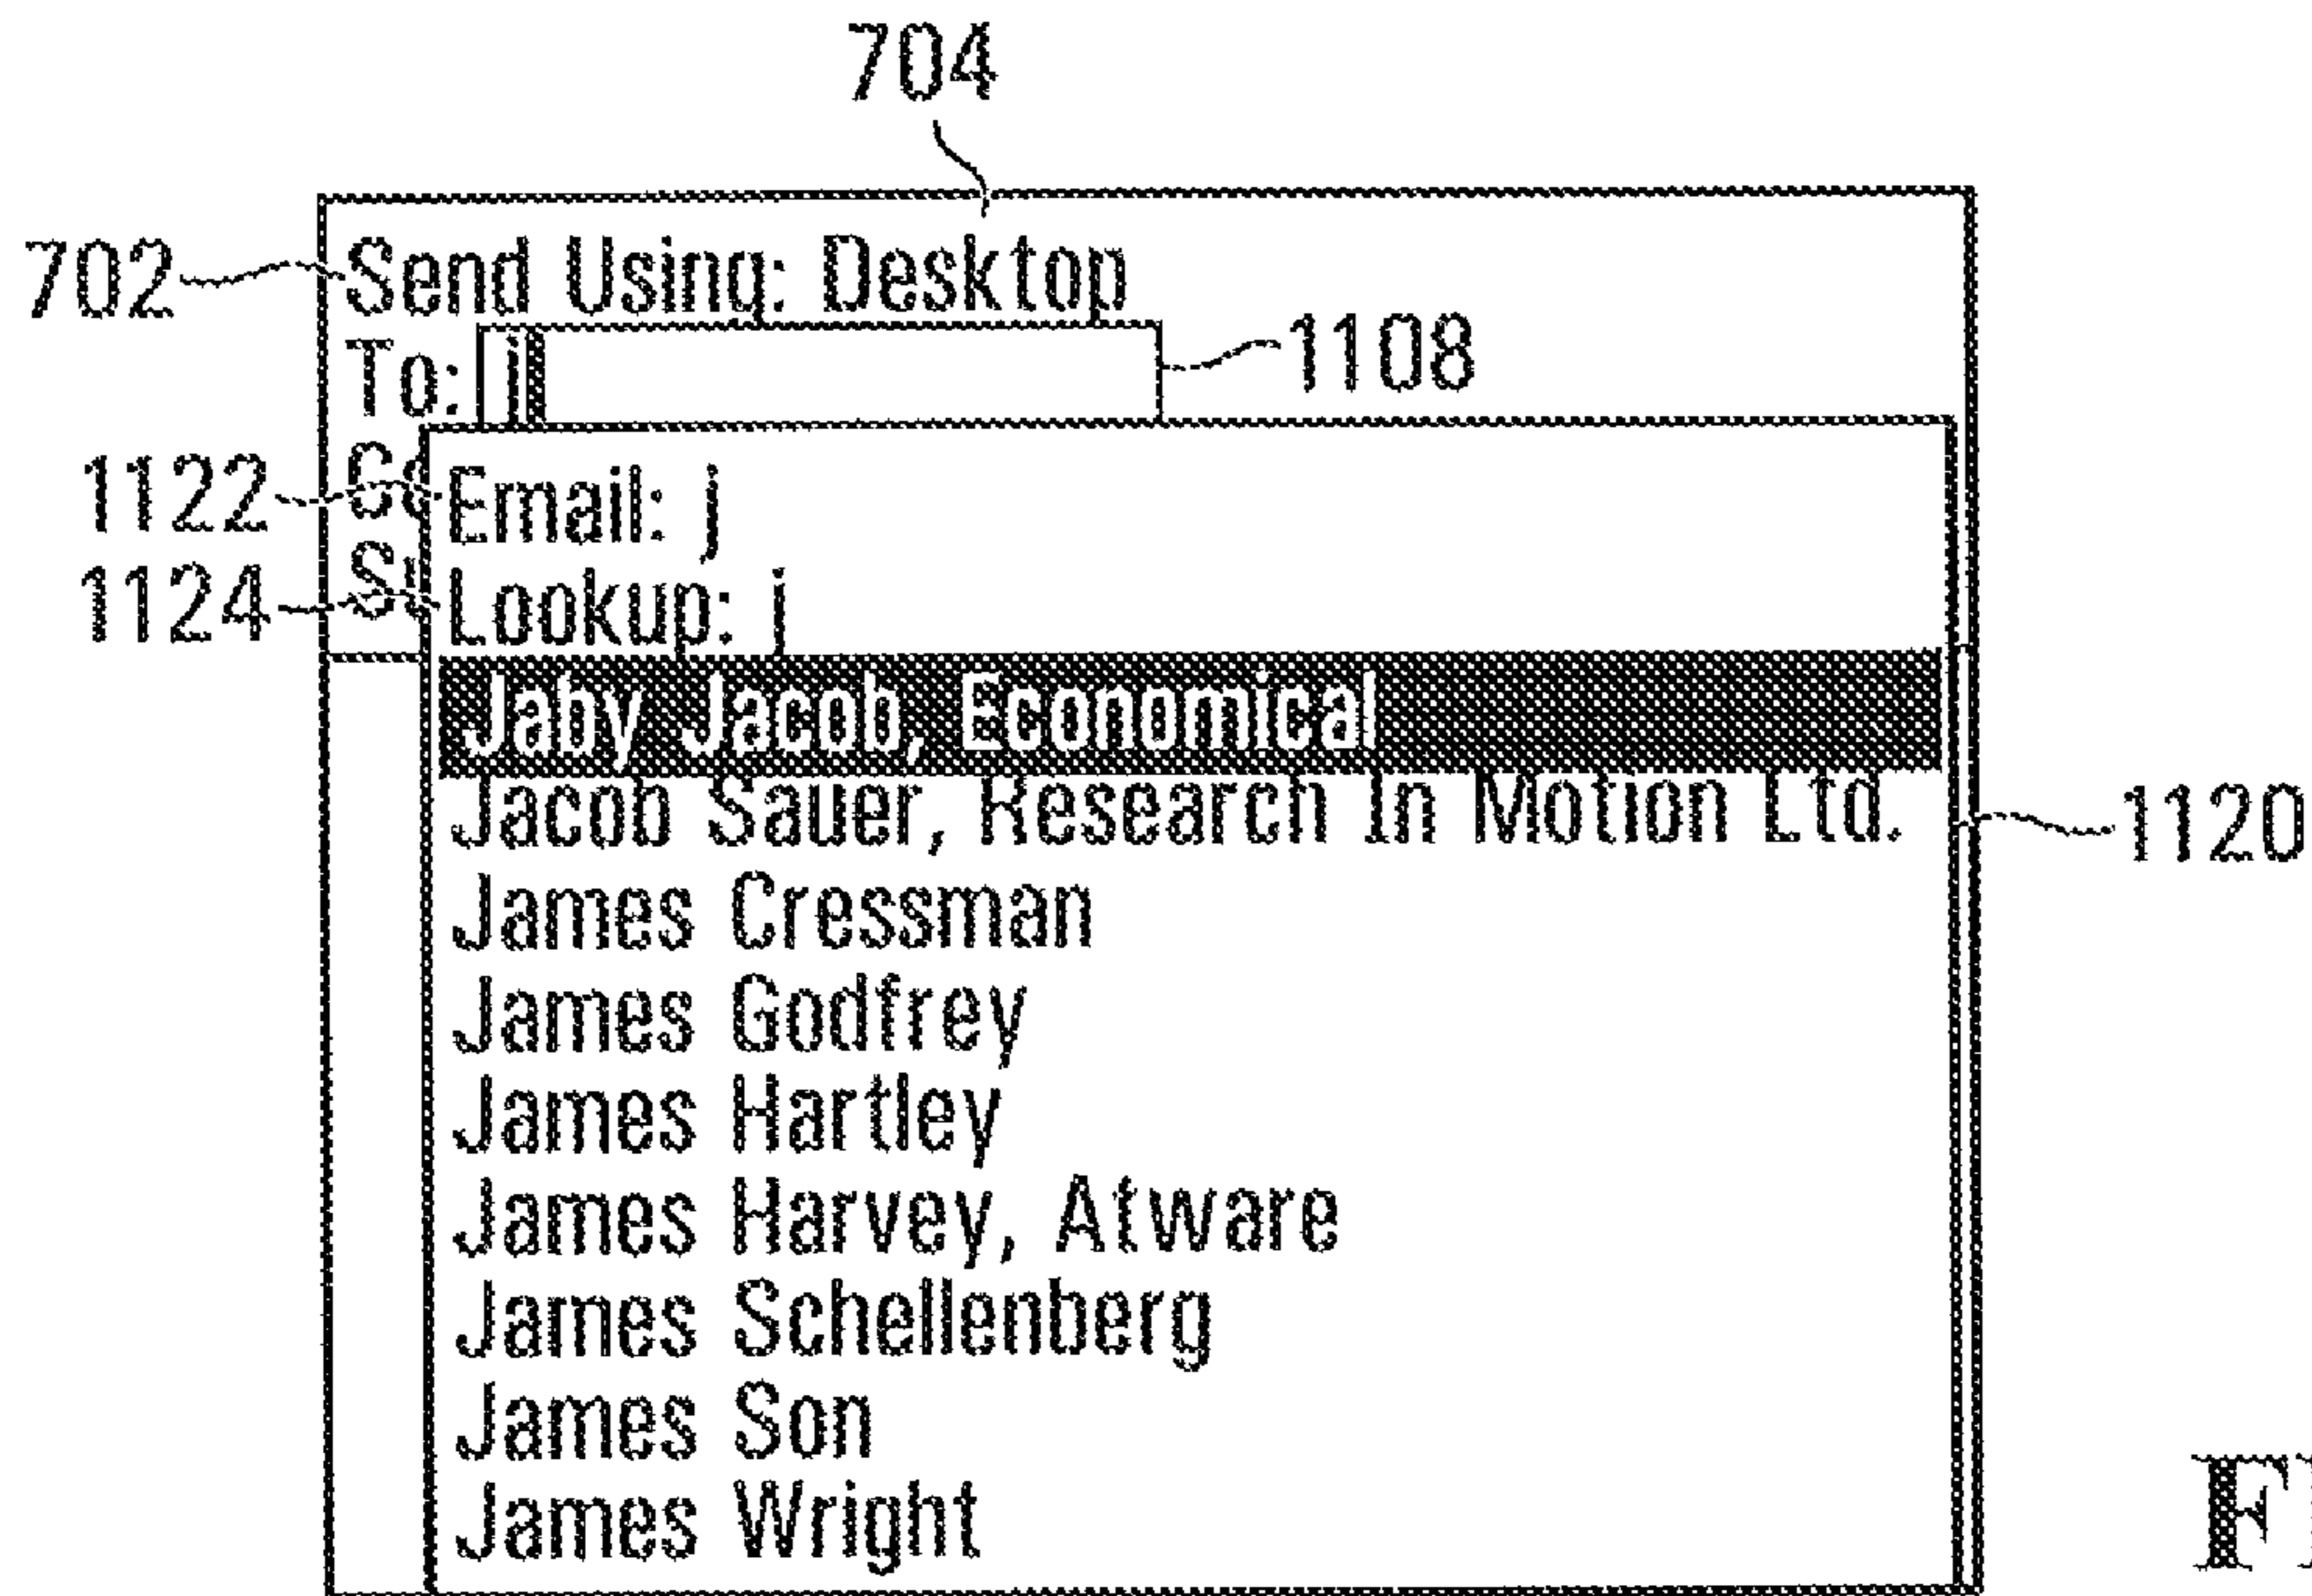 704
702 Send Using: Desktop
To: j 1108
1122 Email: j
1124 Lookup: j
Jaby Jacob, Economical
Jacob Sauer, Research In Motion Ltd.
1120
James Cressman
James Godfrey
James Hartley
James Harvey, Atware
James Schellenberg
James Son
James Wright